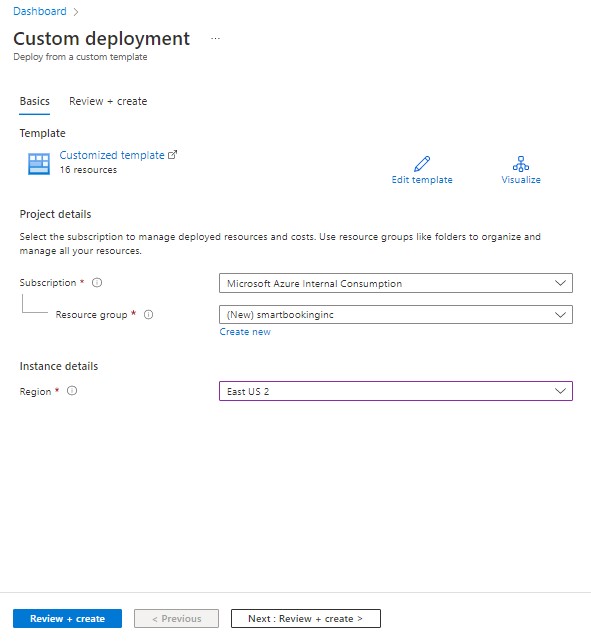 Dashboard >
Custom deployment ...
Deploy from a custom template
Basics Review + create
Template
Customized template
16 resources
Edit template Visualize
Project details
Select the subscription to manage deployed resources and costs. Use resource groups like folders to organize and
manage all your resources.
Subscription * Microsoft Azure Internal Consumption
Resource group * (New) smartbookinginc
Create new
Instance details
Region * East US 2
Review + create < Previous Next : Review + create >